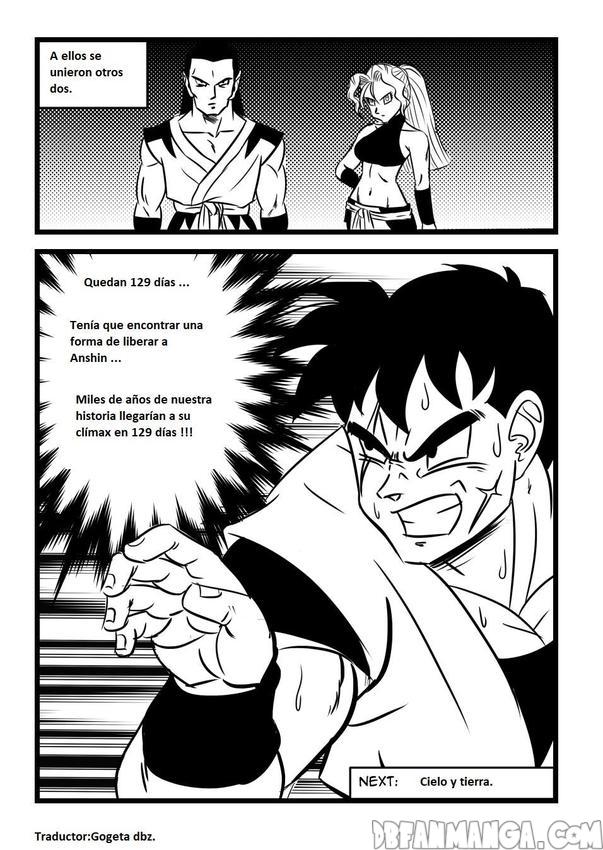 A ellos se
unieron otros
dos.
Quedan 129 días ...
Tenía que encontrar una
forma de liberar a
Anshin ...
Miles de años de nuestra
historia llegarían a su
clímax en 129 días !!!
NEXT: Cielo y tierra.
Traductor:Gogeta dbz.
DBFANMANGA.COM